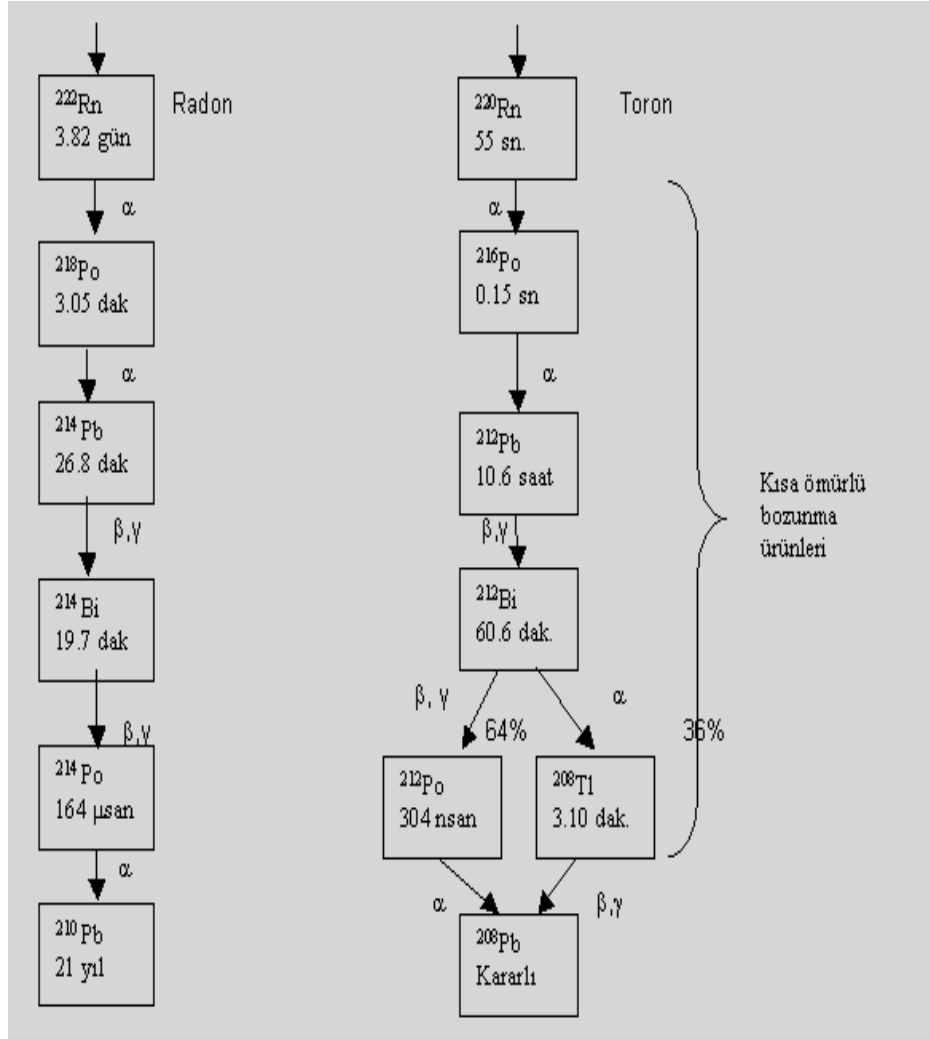 ²²²Rn
3.82 gün
Radon
α
²¹⁸Po
3.05 dak
α
²¹⁴Pb
26.8 dak
β,γ
²¹⁴Bi
19.7 dak
β,γ
²¹⁴Po
164 μsan
α
²¹⁰Pb
21 yıl
²²⁰Rn
55 sn.
Toron
α
²¹⁶Po
0.15 sn
α
²¹²Pb
10.6 saat
β,γ
²¹²Bi
60.6 dak.
β, γ
64%
α
36%
²¹²Po
304 nsan
²⁰⁸Tl
3.10 dak.
α
β,γ
²⁰⁸Pb
Kararlı
Kısa ömürlü
bozunma
ürünleri